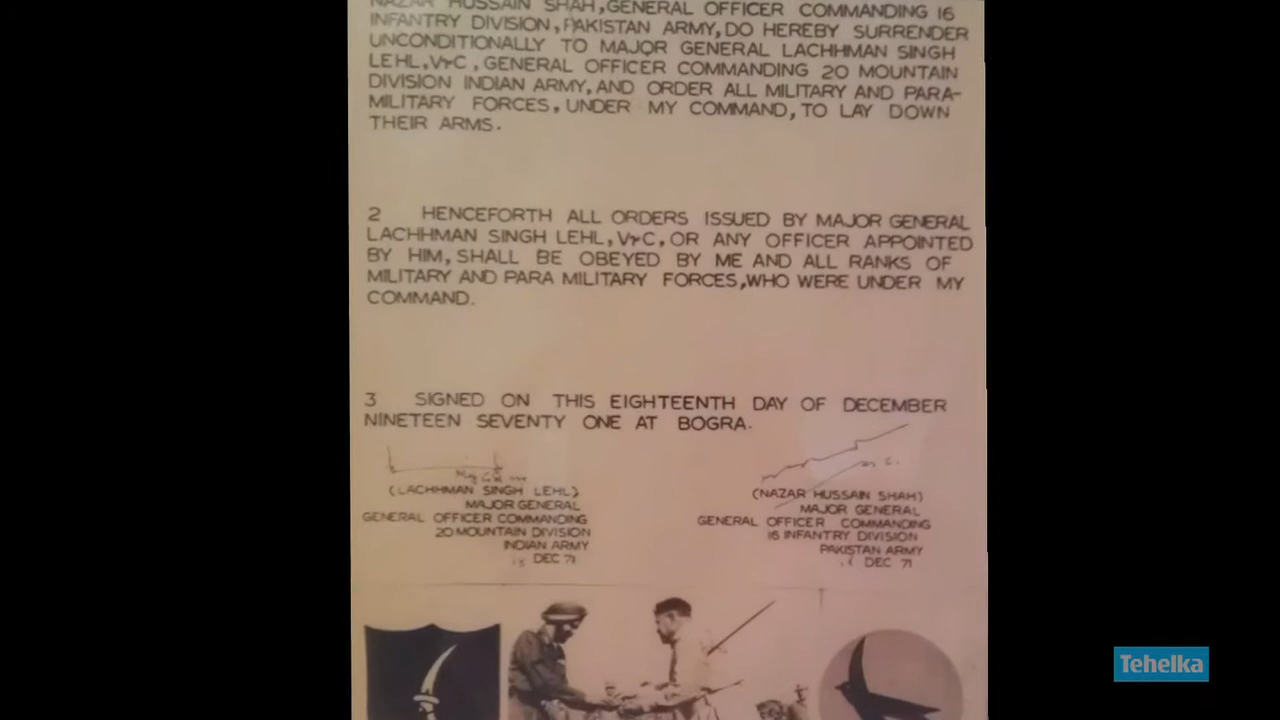 NAZAR HUSSAIN SHAH, GENERAL OFFICER COMMANDING 16
INFANTRY DIVISION, PAKISTAN ARMY, DO HEREBY SURRENDER
UNCONDITIONALLY TO MAJOR GENERAL LACHHMAN SINGH
LEHL, VrC, GENERAL OFFICER COMMANDING 20 MOUNTAIN
DIVISION INDIAN ARMY, AND ORDER ALL MILITARY AND PARA-
MILITARY FORCES, UNDER MY COMMAND, TO LAY DOWN
THEIR ARMS.
2 HENCEFORTH ALL ORDERS ISSUED BY MAJOR GENERAL
LACHHMAN SINGH LEHL, VrC, OR ANY OFFICER APPOINTED
BY HIM, SHALL BE OBEYED BY ME AND ALL RANKS OF
MILITARY AND PARA MILITARY FORCES, WHO WERE UNDER MY
COMMAND.
3 SIGNED ON THIS EIGHTEENTH DAY OF DECEMBER
NINETEEN SEVENTY ONE AT BOGRA.
(LACHHMAN SINGH LEHL)
MAJOR GENERAL
GENERAL OFFICER COMMANDING
20 MOUNTAIN DIVISION
INDIAN ARMY
DEC 71
(NAZAR HUSSAIN SHAH)
MAJOR GENERAL
GENERAL OFFICER COMMANDING
16 INFANTRY DIVISION
PAKISTAN ARMY
DEC 71
Tehelka